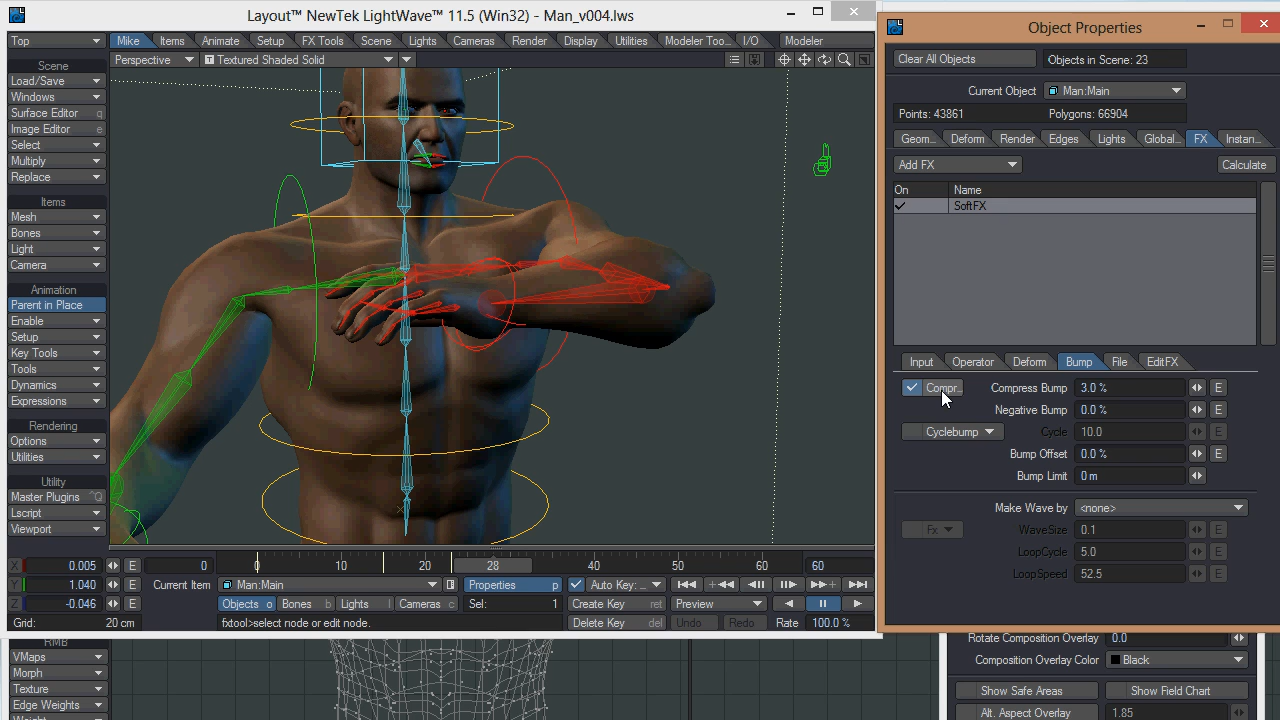 Layout™ NewTek LightWave™ 11.5 (Win32) - Man_v004.lws
Top
Mike Items Animate Setup FX Tools Scene Lights Cameras Render Display Utilities Modeler Too... I/O Modeler
Perspective Textured Shaded Solid
Scene
Load/Save
Windows
Surface Editor
Image Editor e
Select
Multiply
Replace
Items
Mesh
Bones
Light
Camera
Animation
Parent in Place
Enable
Setup
Key Tools
Tools
Dynamics
Expressions
Rendering
Options
Utilities
Utility
Master Plugins ^Q
Lscript
Viewport
X 0.005 E
Y 1.040 E
Z -0.046 E
Grid: 20 cm
0 0 10 20 28 40 50 60 60
Current Item Man:Main Properties p Auto Key: _
Objects o Bones b Lights l Cameras c Sel: 1 Create Key ret Preview
fxtool>select node or edit node. Delete Key del Undo Redo Rate 100.0 %
Object Properties
Clear All Objects Objects in Scene: 23
Current Object Man:Main
Points: 43861 Polygons: 66904
Geom... Deform Render Edges Lights Global... FX Instan...
Add FX Calculate
On Name
SoftFX
Input Operator Deform Bump File EditFX
Compr... Compress Bump 3.0 % E
Negative Bump 0.0 % E
Cyclebump Cycle 10.0 E
Bump Offset 0.0 % E
Bump Limit 0 m
Make Wave by <none>
Fx WaveSize 0.1 E
LoopCycle 5.0 E
LoopSpeed 52.5 E
RMB
VMaps
Morph
Texture
Edge Weights
Rotate Composition Overlay 0.0
Composition Overlay Color Black
Show Safe Areas Show Field Chart
Alt. Aspect Overlay 1.85